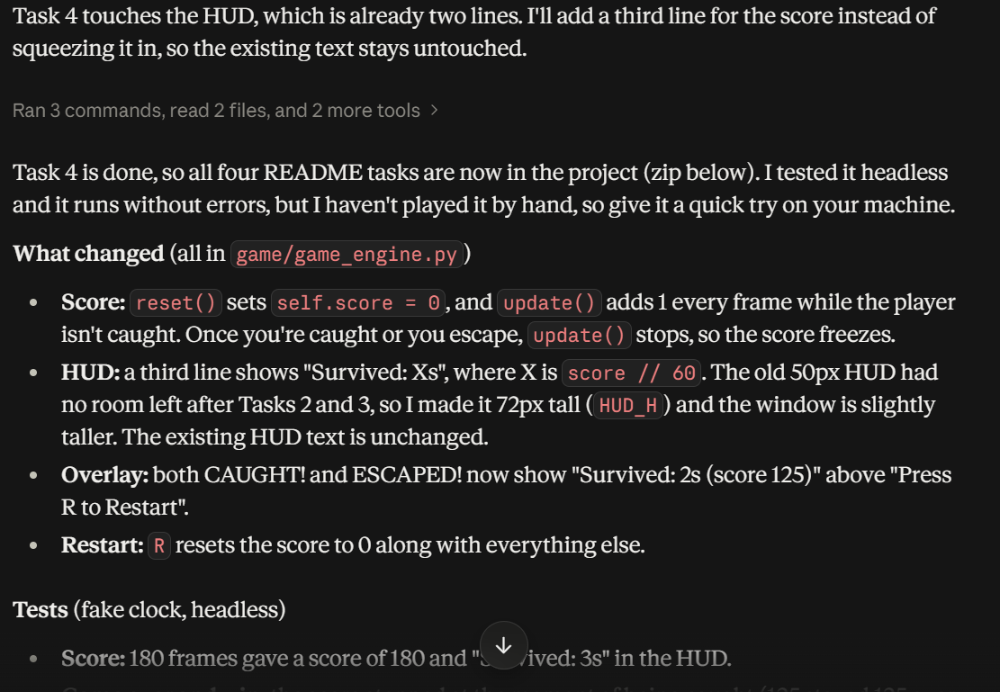 Task 4 touches the HUD, which is already two lines. I'll add a third line for the score instead of
squeezing it in, so the existing text stays untouched.
Ran 3 commands, read 2 files, and 2 more tools >
Task 4 is done, so all four README tasks are now in the project (zip below). I tested it headless
and it runs without errors, but I haven't played it by hand, so give it a quick try on your machine.
What changed (all in game/game_engine.py)
• Score: reset() sets self.score = 0, and update() adds 1 every frame while the player
isn't caught. Once you're caught or you escape, update() stops, so the score freezes.
• HUD: a third line shows "Survived: Xs", where X is score // 60. The old 50px HUD had
no room left after Tasks 2 and 3, so I made it 72px tall (HUD_H) and the window is slightly
taller. The existing HUD text is unchanged.
• Overlay: both CAUGHT! and ESCAPED! now show "Survived: 2s (score 125)" above "Press
R to Restart".
• Restart: R resets the score to 0 along with everything else.
Tests (fake clock, headless)
• Score: 180 frames gave a score of 180 and ived: 3s" in the HUD.